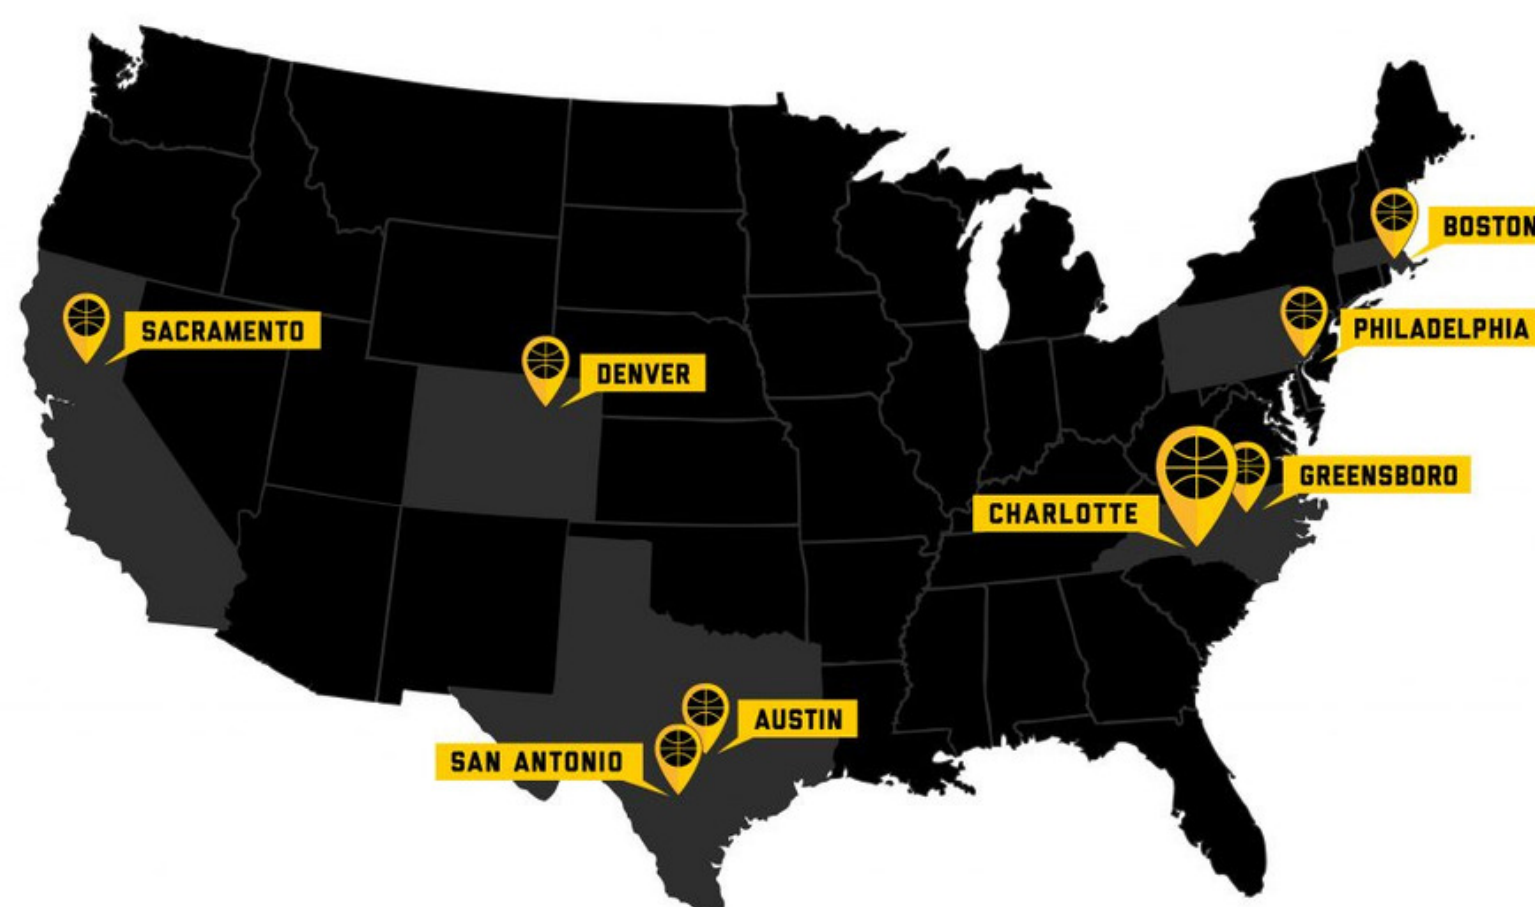 BOSTON
SACRAMENTO
PHILADELPHIA
DENVER
GREENSBORO
CHARLOTTE
AUSTIN
SAN ANTONIO